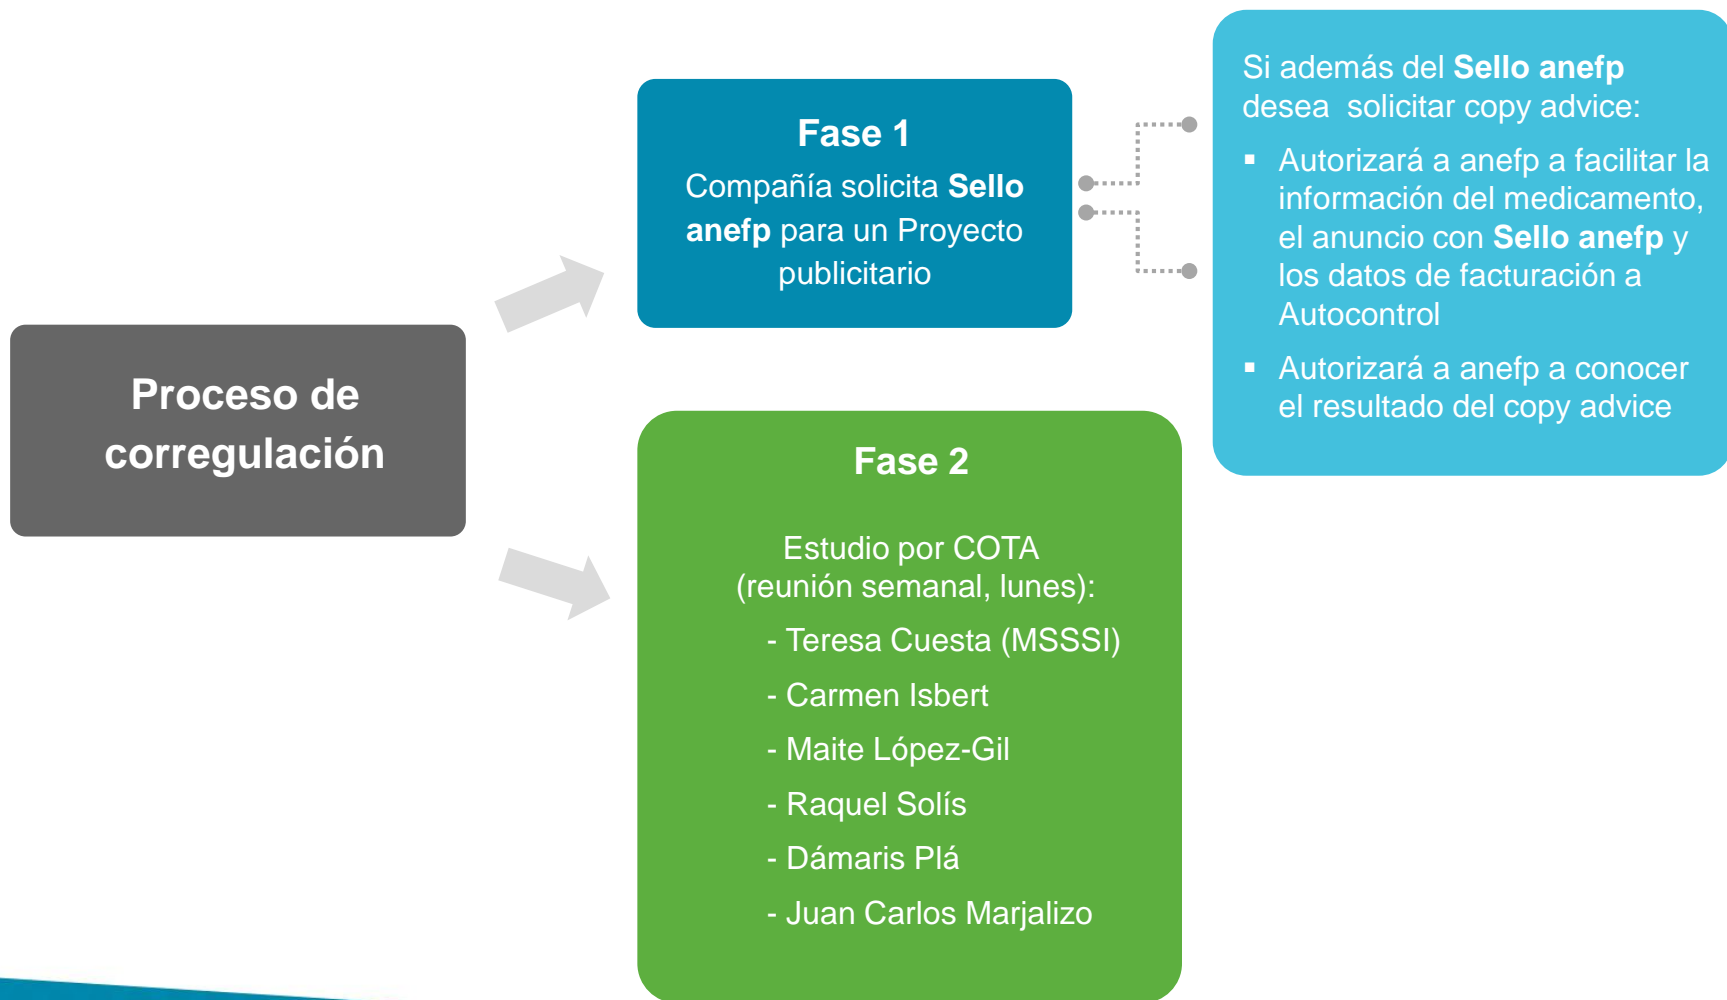 Proceso de
corregulación
Fase 1
Compañía solicita Sello
anefp para un Proyecto
publicitario
Si además del Sello anefp
desea  solicitar copy advice:
▪ Autorizará a anefp a facilitar la
información del medicamento,
el anuncio con Sello anefp y
los datos de facturación a
Autocontrol
▪ Autorizará a anefp a conocer
el resultado del copy advice
Fase 2
Estudio por COTA
(reunión semanal, lunes):
- Teresa Cuesta (MSSSI)
- Carmen Isbert
- Maite López-Gil
- Raquel Solís
- Dámaris Plá
- Juan Carlos Marjalizo